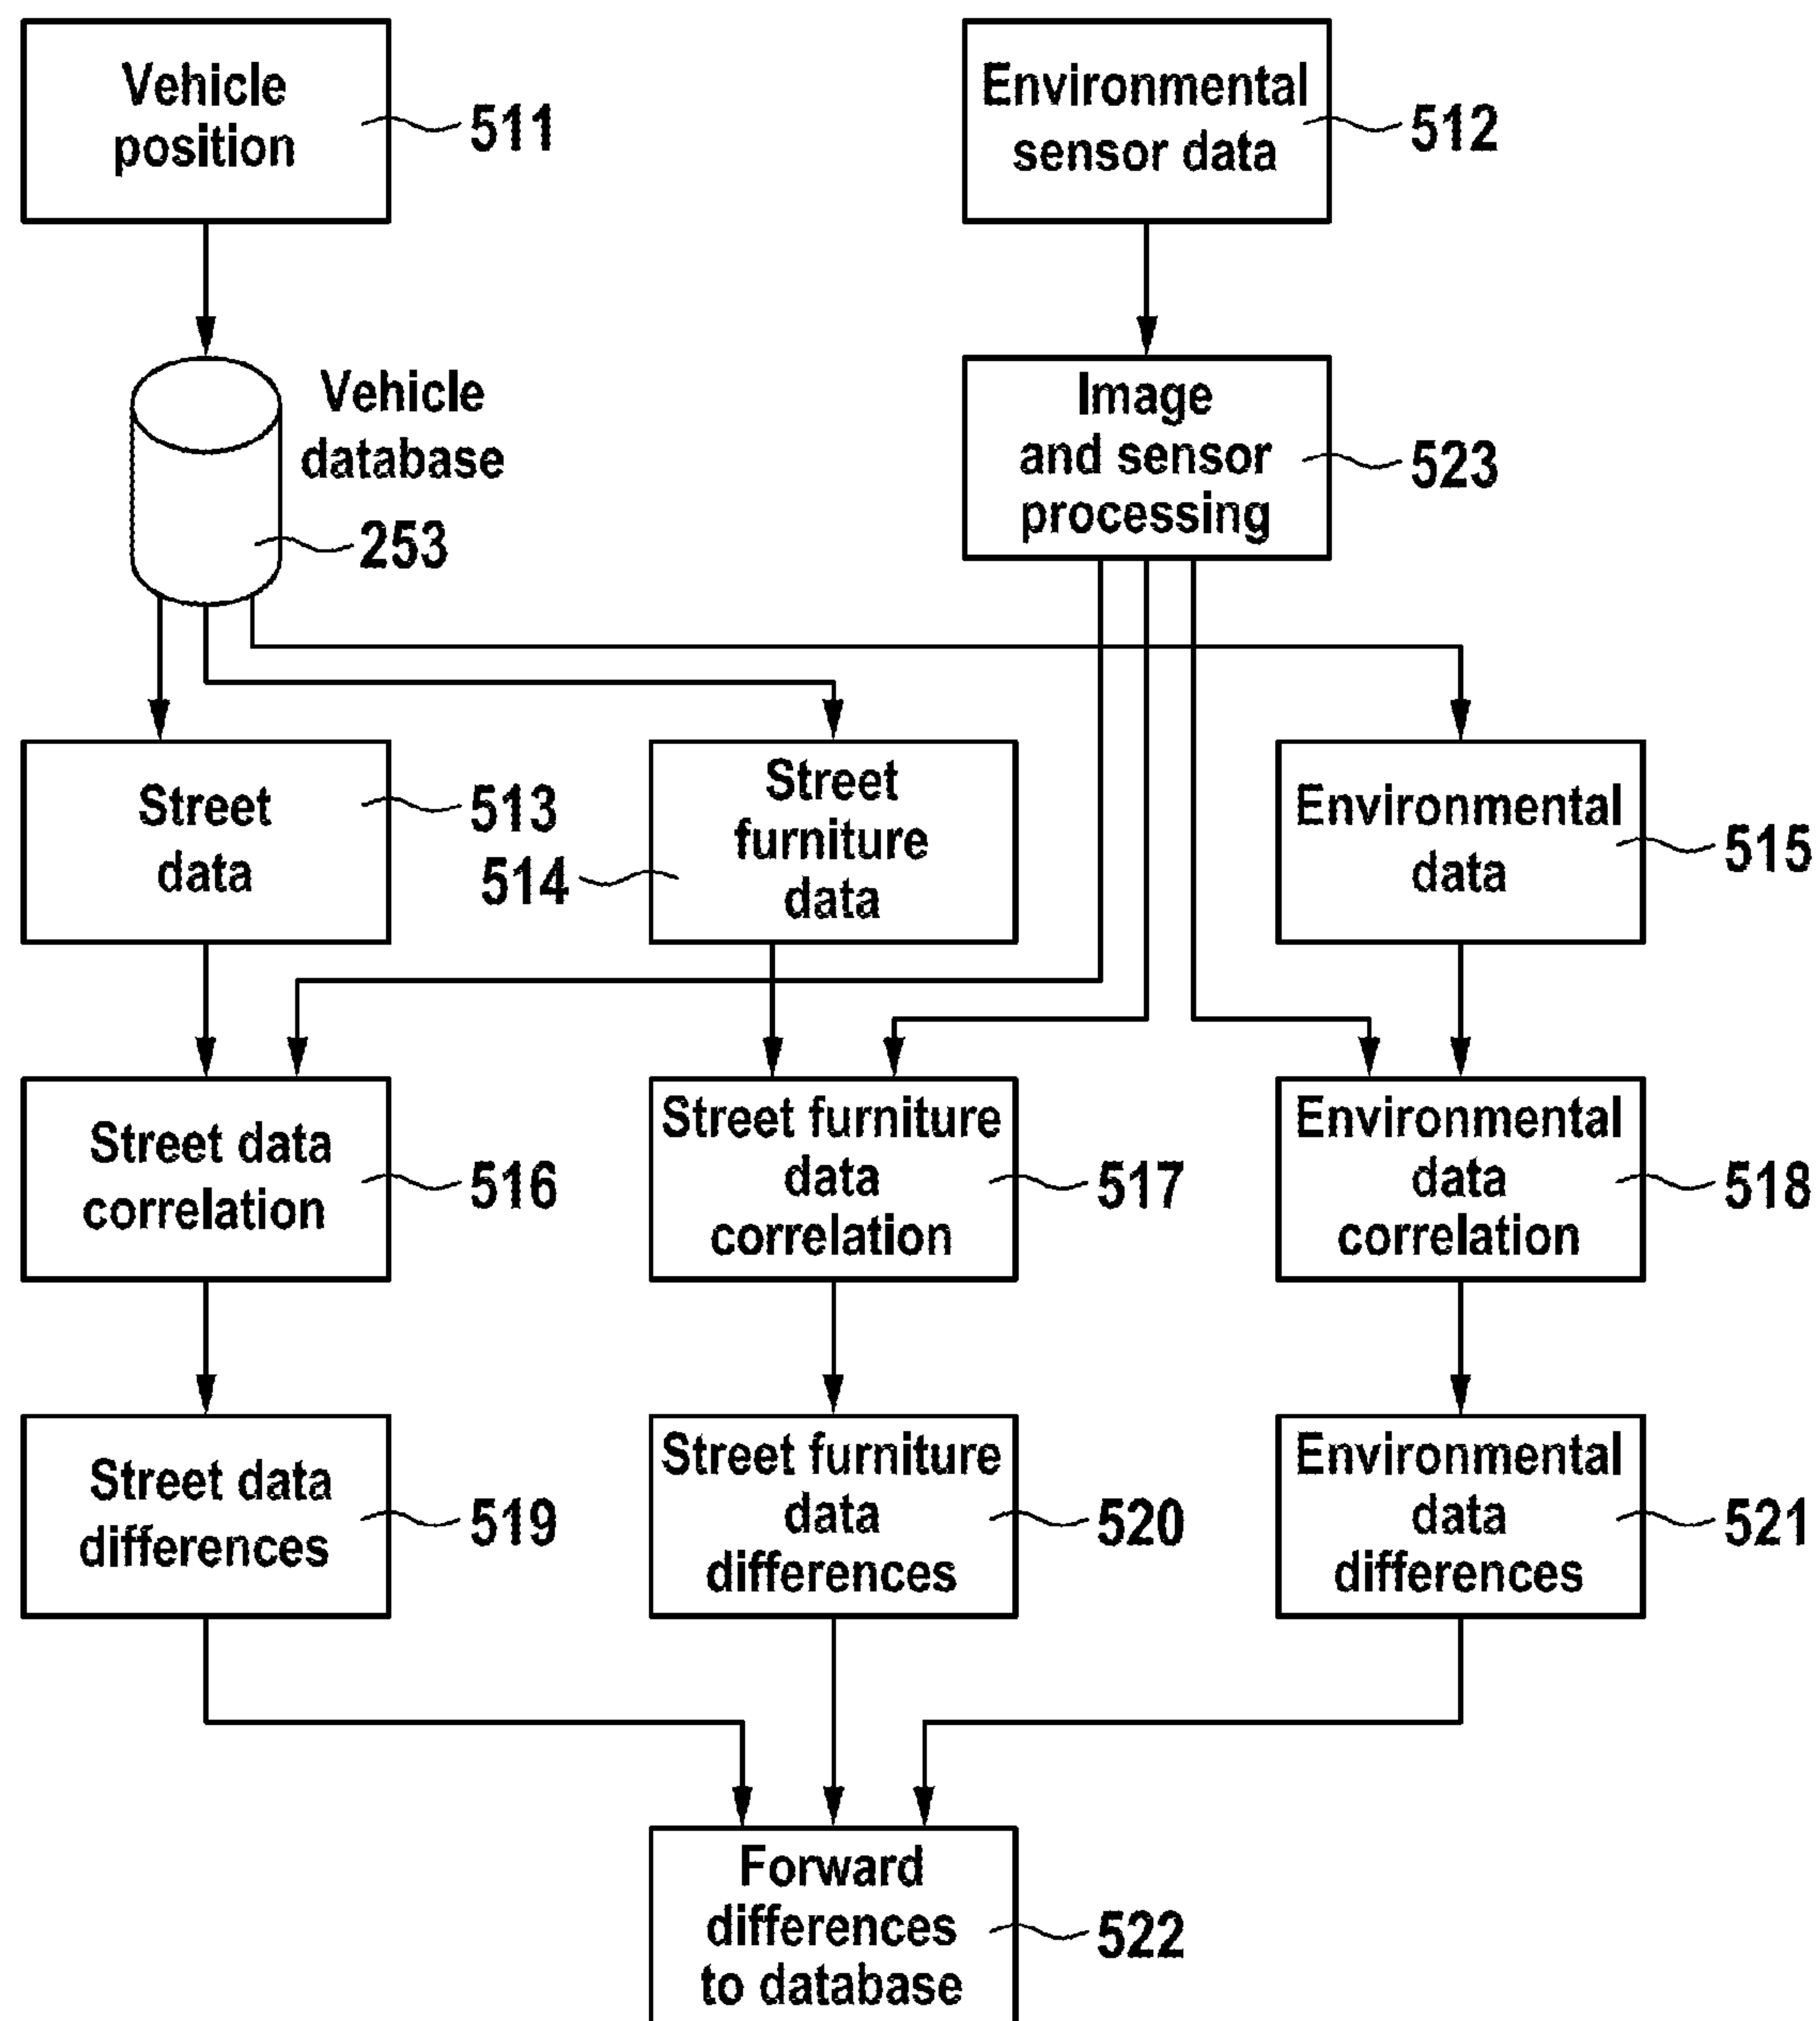 Vehicle
position
511
Environmental
sensor data
512
Vehicle
database
253
Image
and sensor
processing
523
Street
data
513
Street
furniture
data
514
Environmental
data
515
Street data
correlation
516
Street furniture
data
correlation
517
Environmental
data
correlation
518
Street data
differences
519
Street furniture
data
differences
520
Environmental
data
differences
521
Forward
differences
to database
522